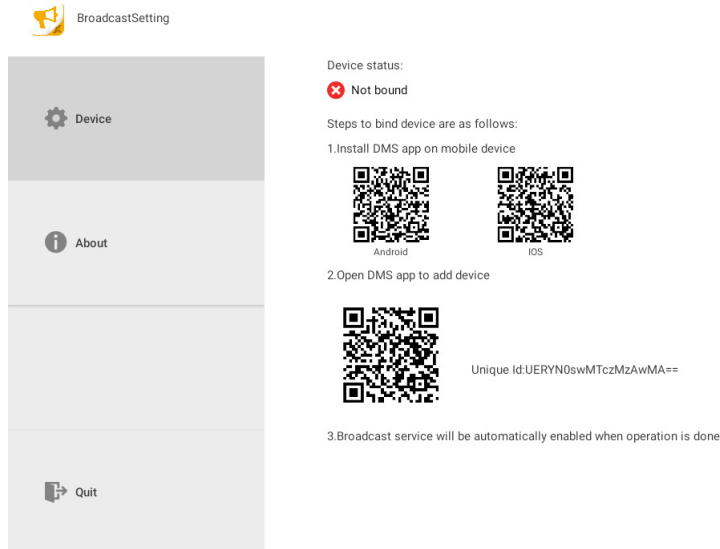 BroadcastSetting
Device
About
Quit
Device status:
Not bound
Steps to bind device are as follows:
1.Install DMS app on mobile device
Android
IOS
2.Open DMS app to add device
Unique Id:UERYN0swMTczMzAwMA==
3.Broadcast service will be automatically enabled when operation is done